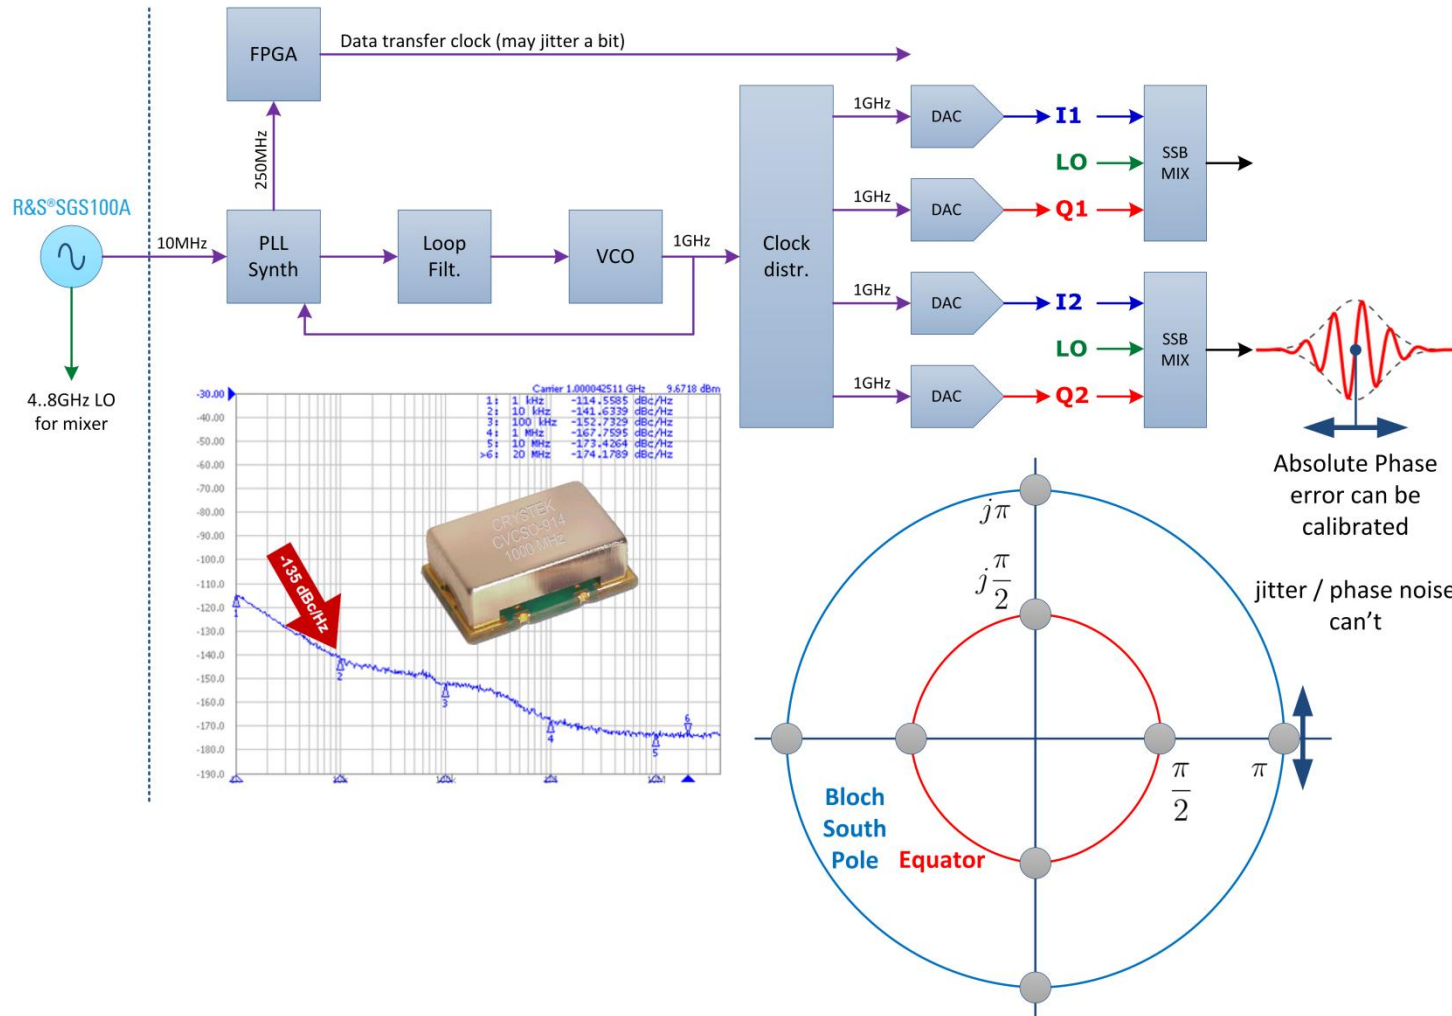 FPGA
Data transfer clock (may jitter a bit)
250MHz
R&S®SGS100A
10MHz
PLL
Synth
Loop
Filt.
VCO
1GHz
Clock
distr.
4..8GHz LO
for mixer
1GHz
DAC
I1
LO
SSB
MIX
1GHz
DAC
Q1
1GHz
DAC
I2
LO
SSB
MIX
1GHz
DAC
Q2
Absolute Phase
error can be
calibrated
jitter / phase noise
can't
Carrier 1.000042511 GHz 9.6718 dBm
1: 1 kHz -114.5585 dBc/Hz
2: 10 kHz -141.6339 dBc/Hz
3: 100 kHz -152.7329 dBc/Hz
4: 1 MHz -167.7595 dBc/Hz
5: 10 MHz -173.4264 dBc/Hz
>6: 20 MHz -174.1789 dBc/Hz
-30.00
-40.00
-50.00
-60.00
-70.00
-80.00
-90.00
-100.0
-110.0
-120.0
-130.0
-140.0
-150.0
-160.0
-170.0
-180.0
-190.0
CRYSTEK
CVCSO-914
1000 MHz
-135 dBc/Hz
1
2
3
4
5
6
jπ
jπ/2
π/2
π
Bloch
South
Pole
Equator